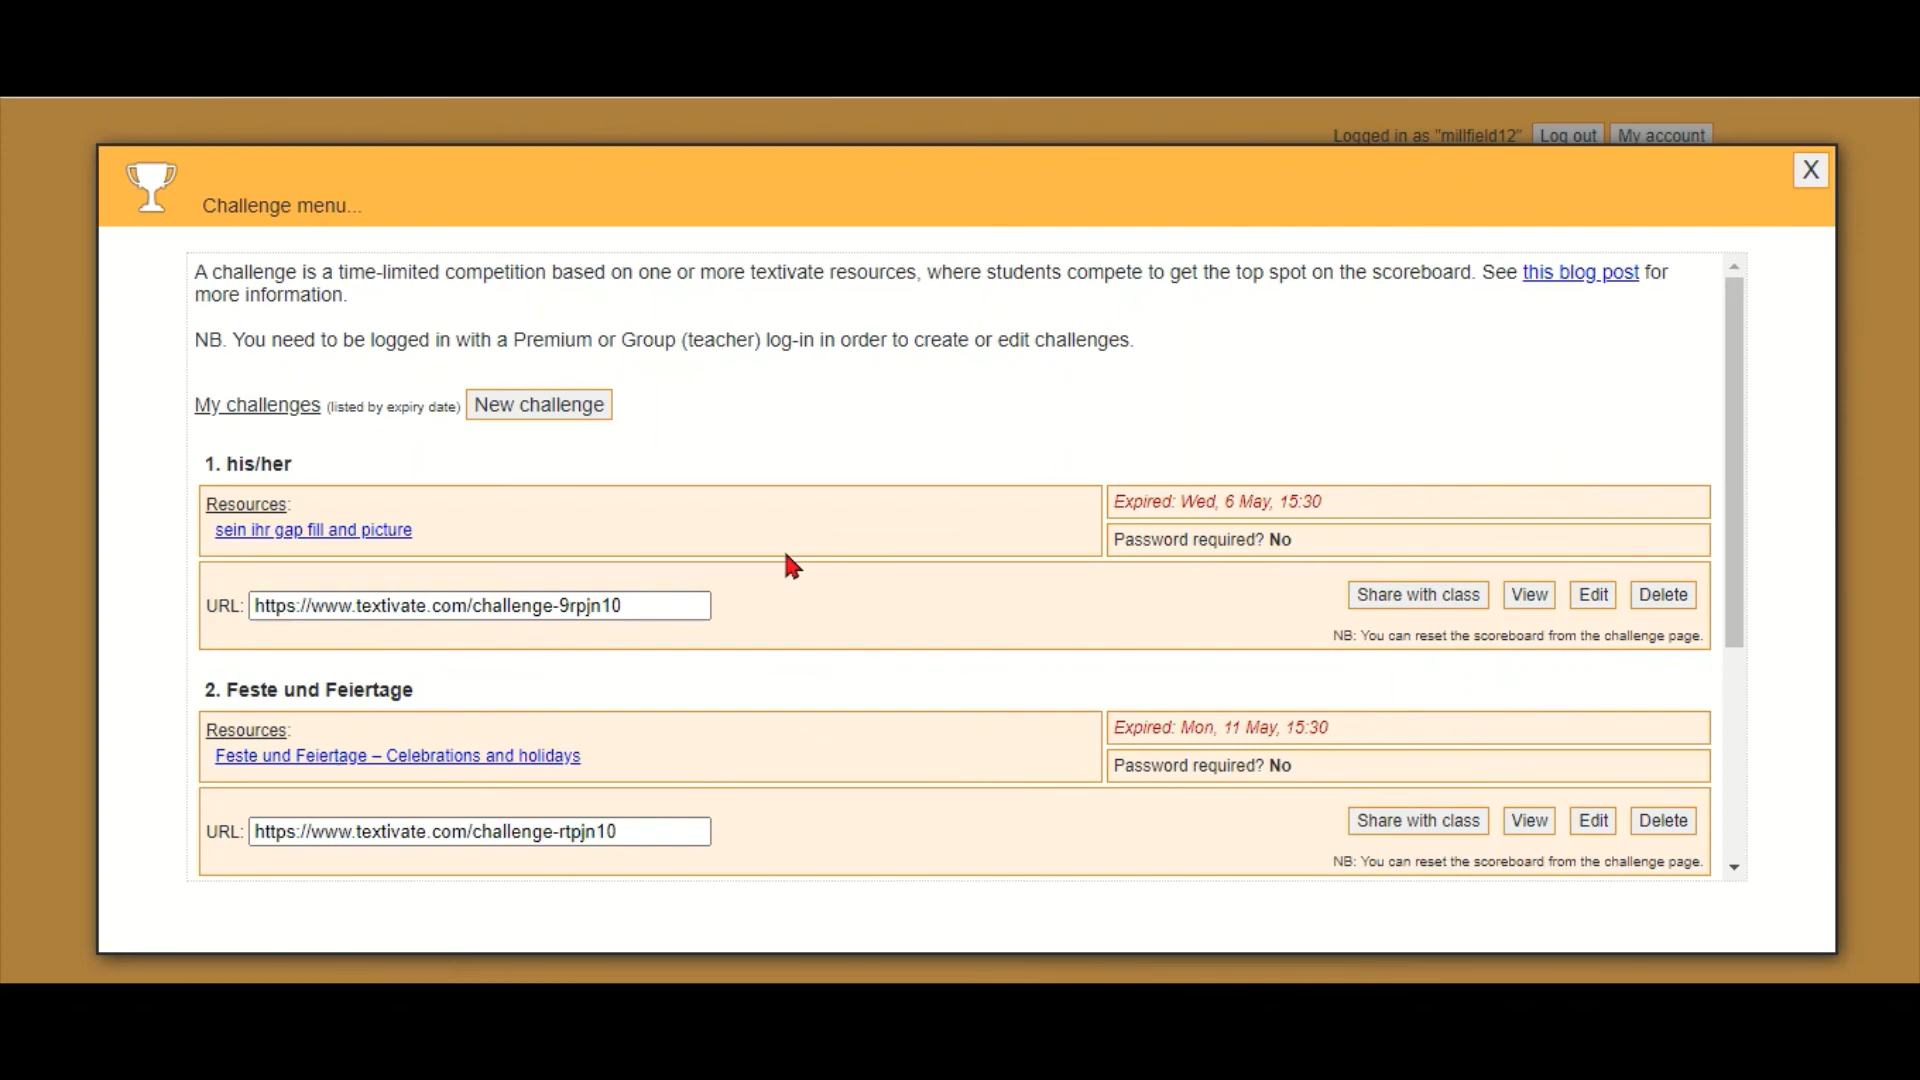 Logged in as "millfield12" Log out My account
X
Challenge menu...
A challenge is a time-limited competition based on one or more textivate resources, where students compete to get the top spot on the scoreboard. See this blog post for
more information.
NB. You need to be logged in with a Premium or Group (teacher) log-in in order to create or edit challenges.
My challenges (listed by expiry date) New challenge
1. his/her
Resources:
sein ihr gap fill and picture
Expired: Wed, 6 May, 15:30
Password required? No
URL: https://www.textivate.com/challenge-9rpjn10
Share with class View Edit Delete
NB: You can reset the scoreboard from the challenge page.
2. Feste und Feiertage
Resources:
Feste und Feiertage – Celebrations and holidays
Expired: Mon, 11 May, 15:30
Password required? No
URL: https://www.textivate.com/challenge-rtpjn10
Share with class View Edit Delete
NB: You can reset the scoreboard from the challenge page.